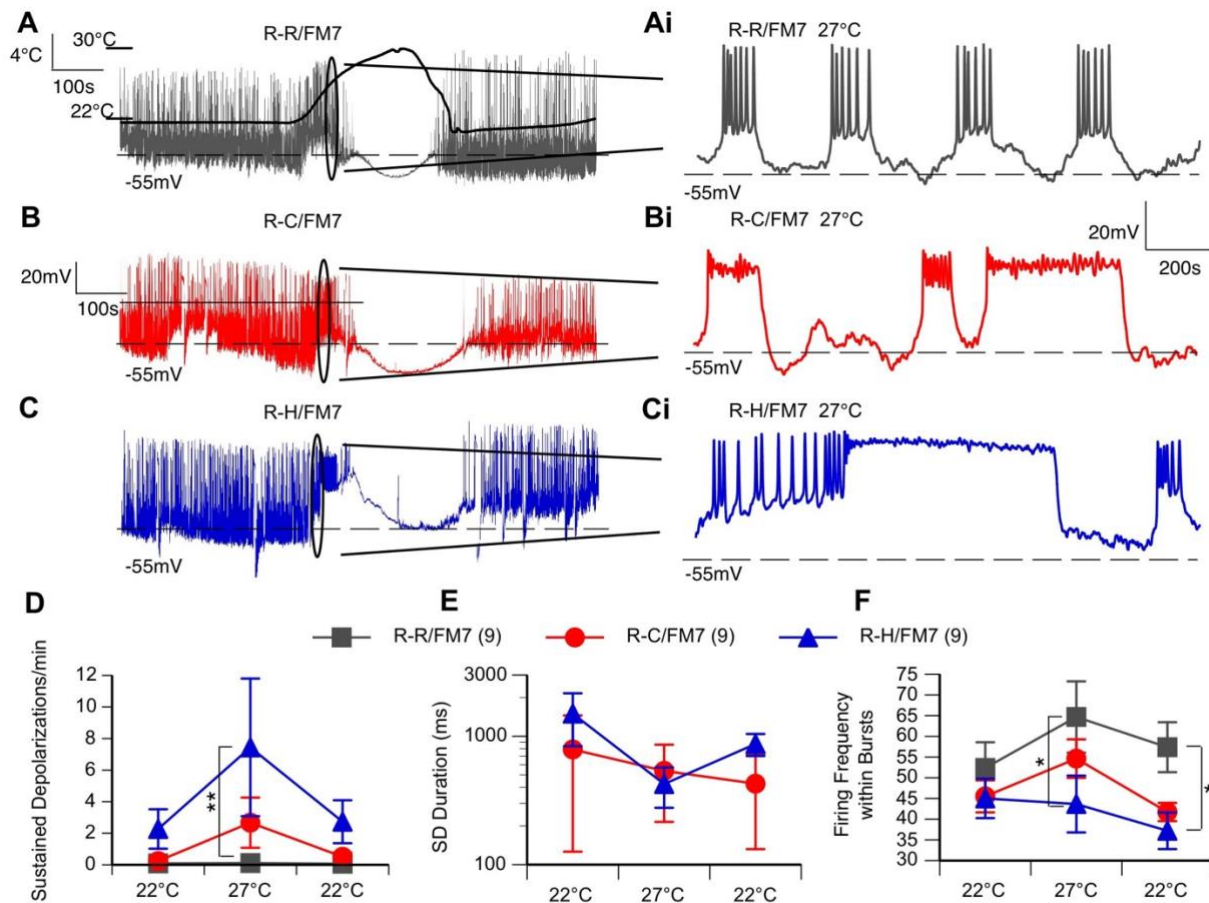 A
R-R/FM7
30°C
4°C
100s
22°C
-55mV
Ai
R-R/FM7 27°C
-55mV
B
R-C/FM7
20mV
100s
-55mV
Bi
R-C/FM7 27°C
20mV
200s
-55mV
C
R-H/FM7
-55mV
Ci
R-H/FM7 27°C
-55mV
D
E
F
R-R/FM7 (9)
R-C/FM7 (9)
R-H/FM7 (9)
Sustained Depolarizations/min
12
10
8
6
4
2
0
**
22°C
27°C
22°C
SD Duration (ms)
3000
1000
100
22°C
27°C
22°C
Firing Frequency
within Bursts
75
70
65
60
55
50
45
40
35
30
*
*
22°C
27°C
22°C